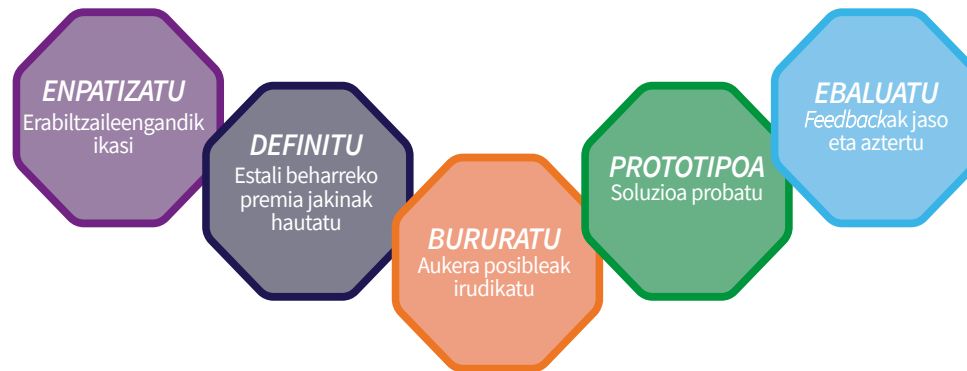 ENPATIZATU
Erabiltzaileengandik
ikasi
DEFINITU
Estali beharreko
premia jakinak
hautatu
BURURATU
Aukera posibleak
irudikatu
PROTOTIPOA
Soluzioa probatu
EBALUATU
Feedbackak jaso
eta aztertu